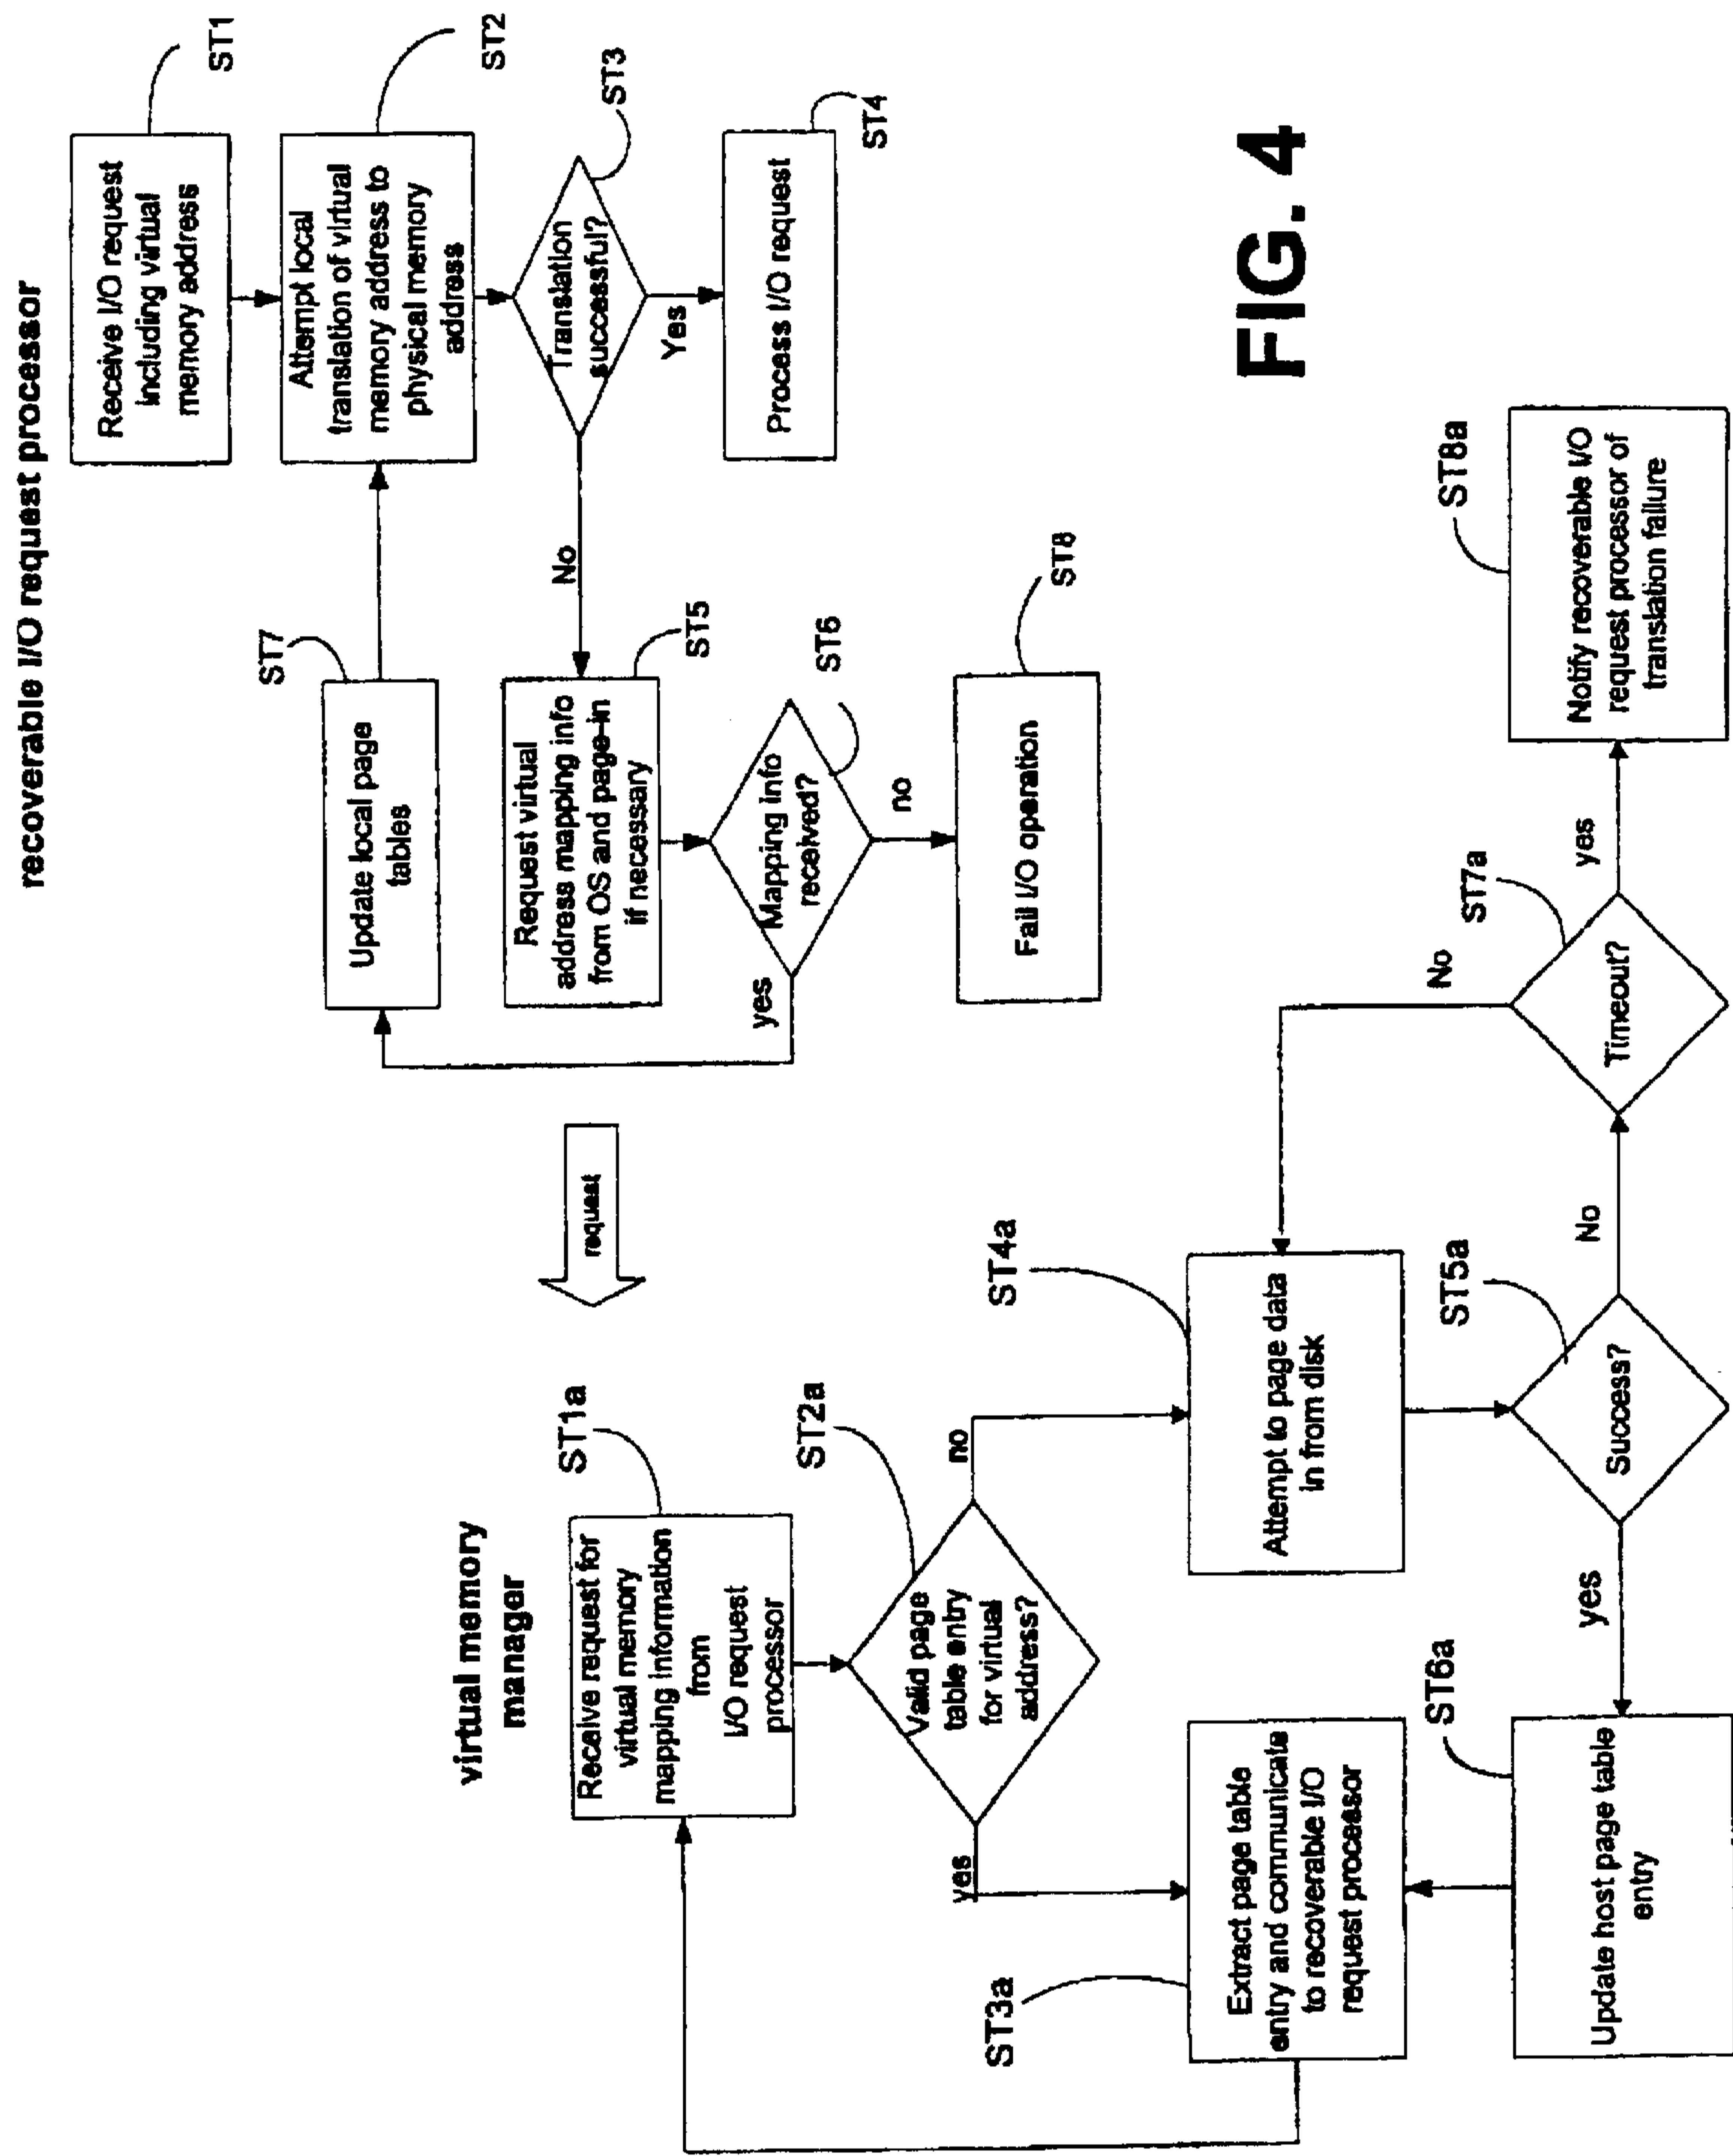 recoverable I/O request processor
Receive I/O request
including virtual
memory address
ST1
Attempt local
translation of virtual
memory address to
physical memory
address
ST2
Translation
successful?
ST3
Yes
Process I/O request
ST4
No
ST7
Update local page
tables
Request virtual
address mapping info
from OS and page-in
if necessary
ST5
Mapping info
received?
ST6
yes
no
Fail I/O operation
ST8
request
virtual memory
manager
Receive request for
virtual memory
mapping information
from
I/O request
processor
ST1a
Valid page
table entry
for virtual
address?
ST2a
yes
no
Extract page table
entry and communicate
to recoverable I/O
request processor
ST3a
Attempt to page data
in from disk
ST4a
Success?
ST5a
yes
No
Update host page table
entry
ST6a
Timeout?
ST7a
No
yes
Notify recoverable I/O
request processor of
translation failure
ST8a
FIG. 4